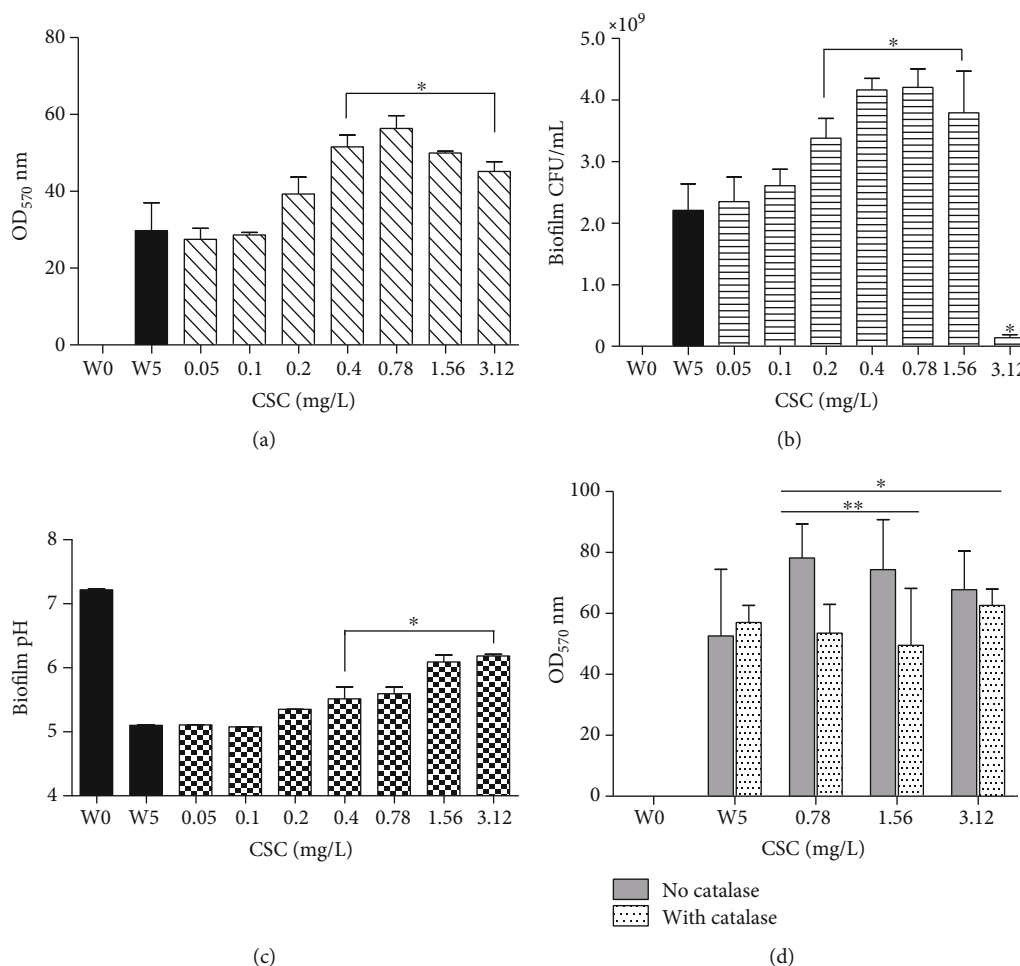 80
60
40
20
0
OD570 nm
*
W0 W5 0.05 0.1 0.2 0.4 0.78 1.56 3.12
CSC (mg/L)
(a)
×10⁹
5.0
4.0
3.0
2.0
1.0
0
Biofilm CFU/mL
*
*
W0 W5 0.05 0.1 0.2 0.4 0.78 1.56 3.12
CSC (mg/L)
(b)
8
7
6
5
4
Biofilm pH
*
W0 W5 0.05 0.1 0.2 0.4 0.78 1.56 3.12
CSC (mg/L)
(c)
100
80
60
40
20
0
OD570 nm
*
**
W0 W5 0.78 1.56 3.12
CSC (mg/L)
No catalase
With catalase
(d)